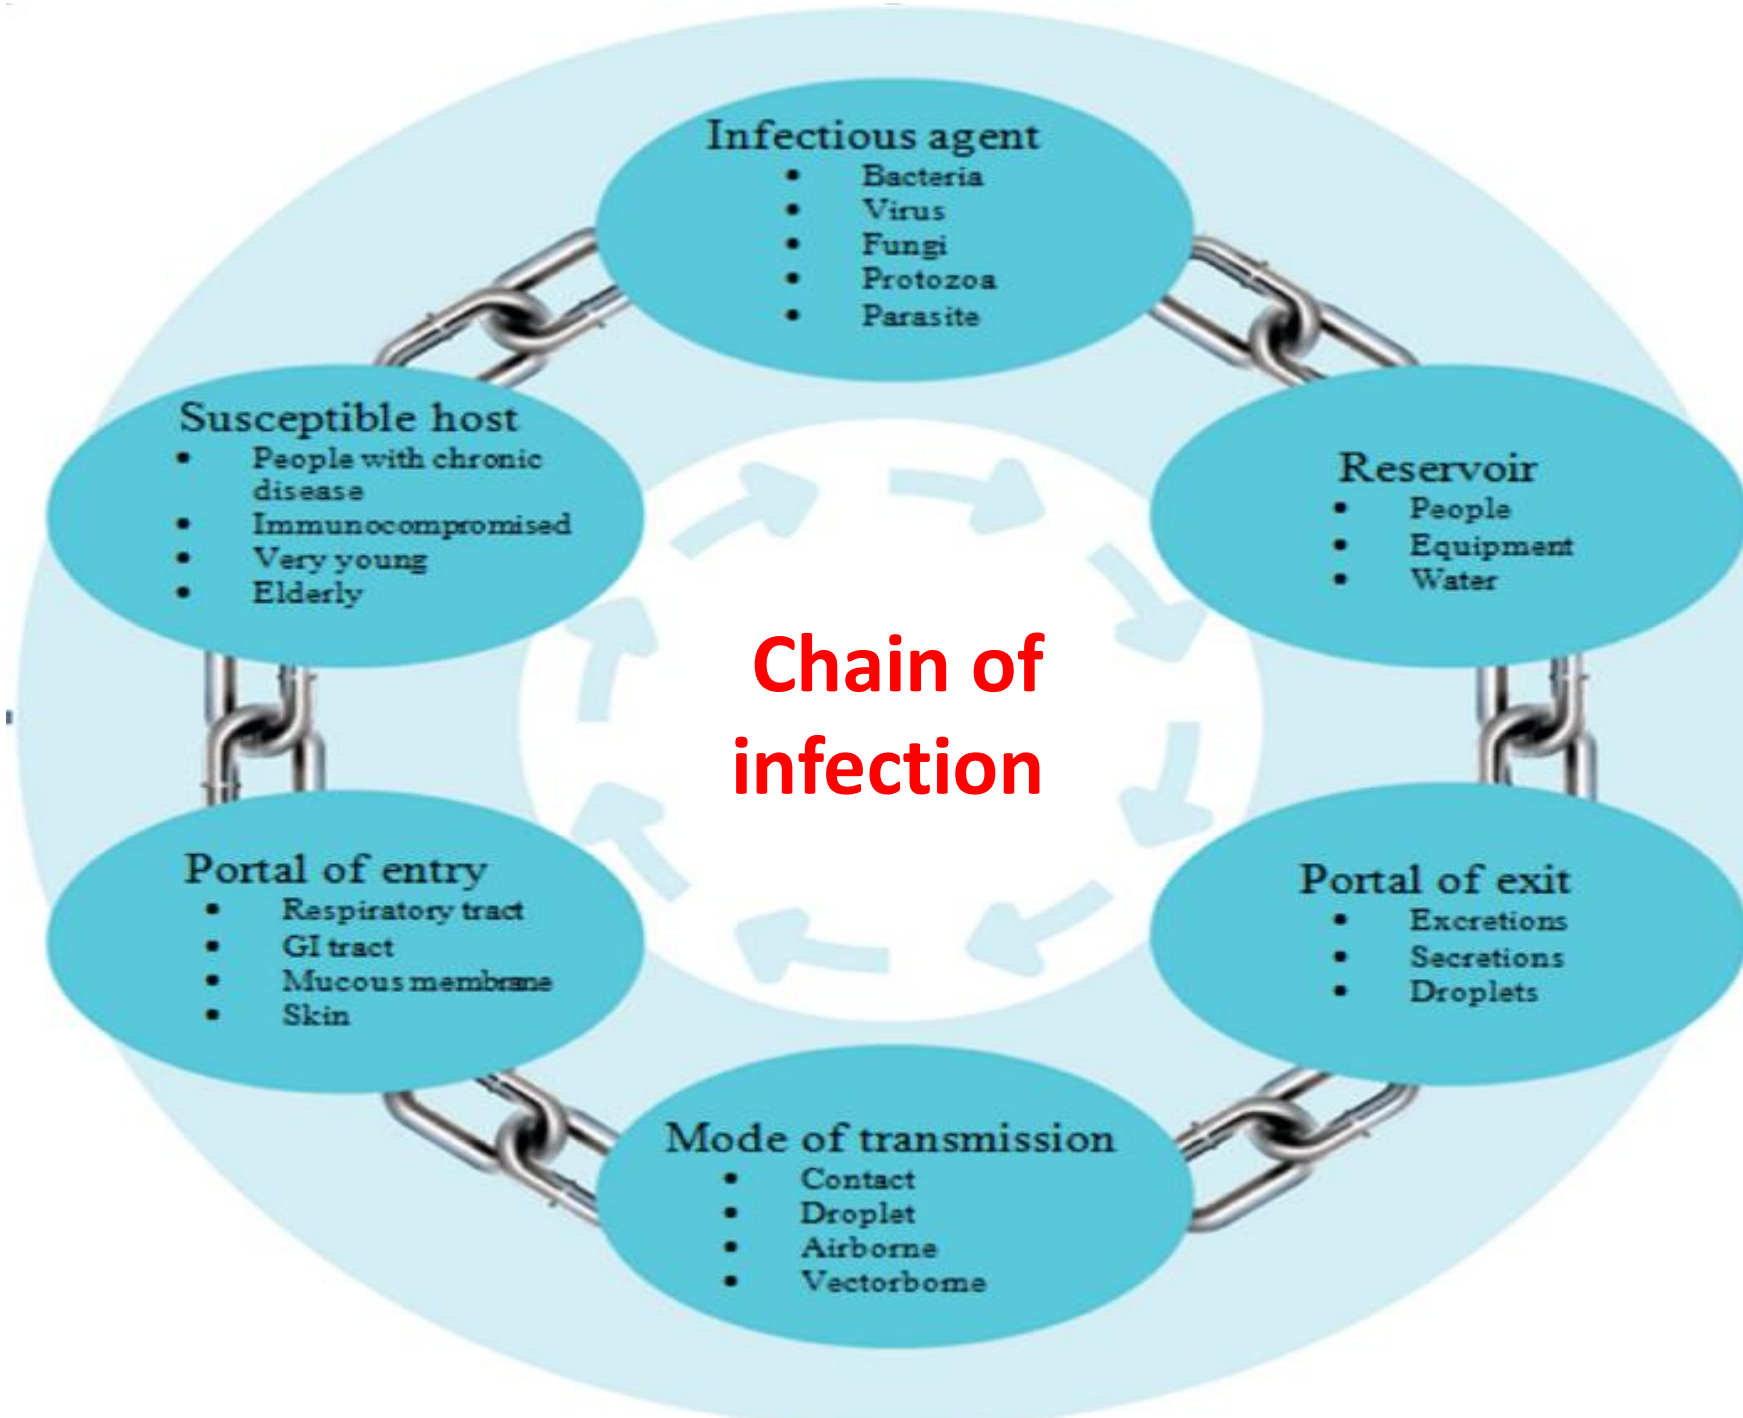 Infectious agent
• Bacteria
• Virus
• Fungi
• Protozoa
• Parasite
Reservoir
• People
• Equipment
• Water
Portal of exit
• Excretions
• Secretions
• Droplets
Mode of transmission
• Contact
• Droplet
• Airborne
• Vectorborne
Portal of entry
• Respiratory tract
• GI tract
• Mucous membrane
• Skin
Susceptible host
• People with chronic
disease
• Immunocompromised
• Very young
• Elderly
Chain of
infection